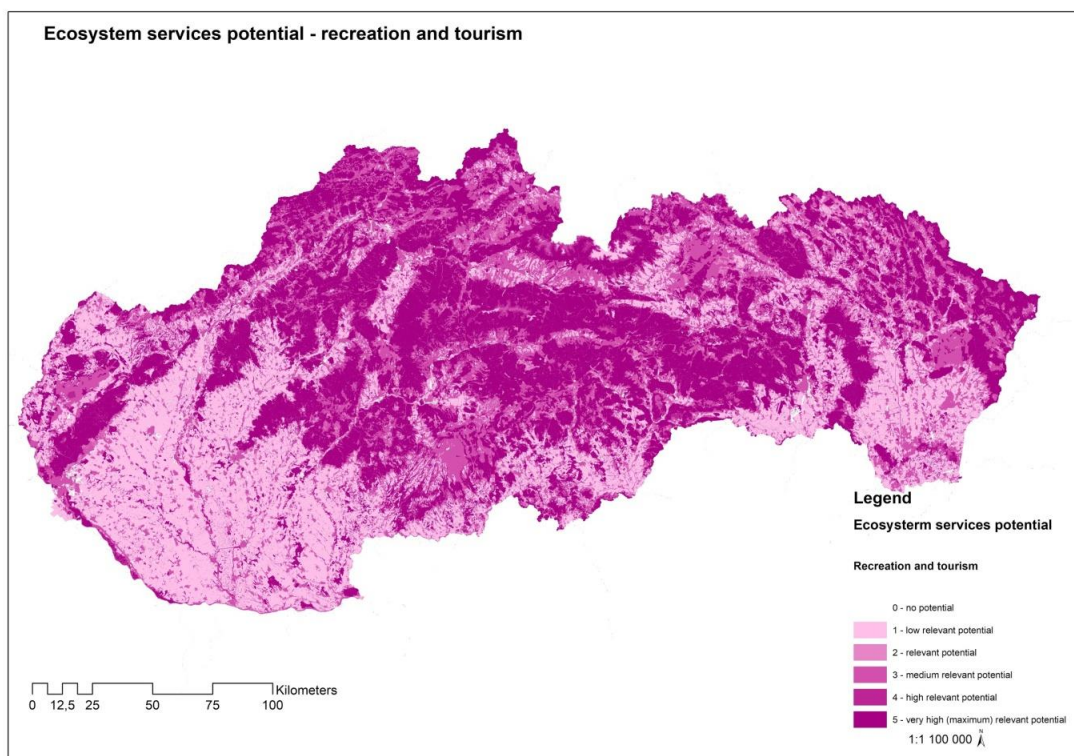 Ecosystem services potential - recreation and tourism
Legend
Ecosysterm services potential
Recreation and tourism
0 - no potential
1 - low relevant potential
2 - relevant potential
3 - medium relevant potential
4 - high relevant potential
5 - very high (maximum) relevant potential
1:1 100 000
Kilometers
0 12,5 25 50 75 100